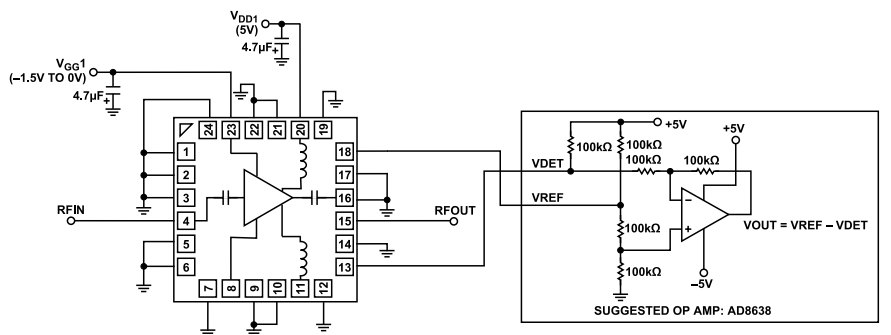 VDD1
(5V)
4.7µF
+
VGG1
(–1.5V TO 0V)
4.7µF
+
24
23
22
21
20
19
1
2
3
4
5
6
18
17
16
15
14
13
7
8
9
10
11
12
RFIN
RFOUT
VDET
VREF
+5V
+5V
100kΩ
100kΩ
100kΩ
100kΩ
–
+
100kΩ
100kΩ
–5V
VOUT = VREF – VDET
SUGGESTED OP AMP: AD8638